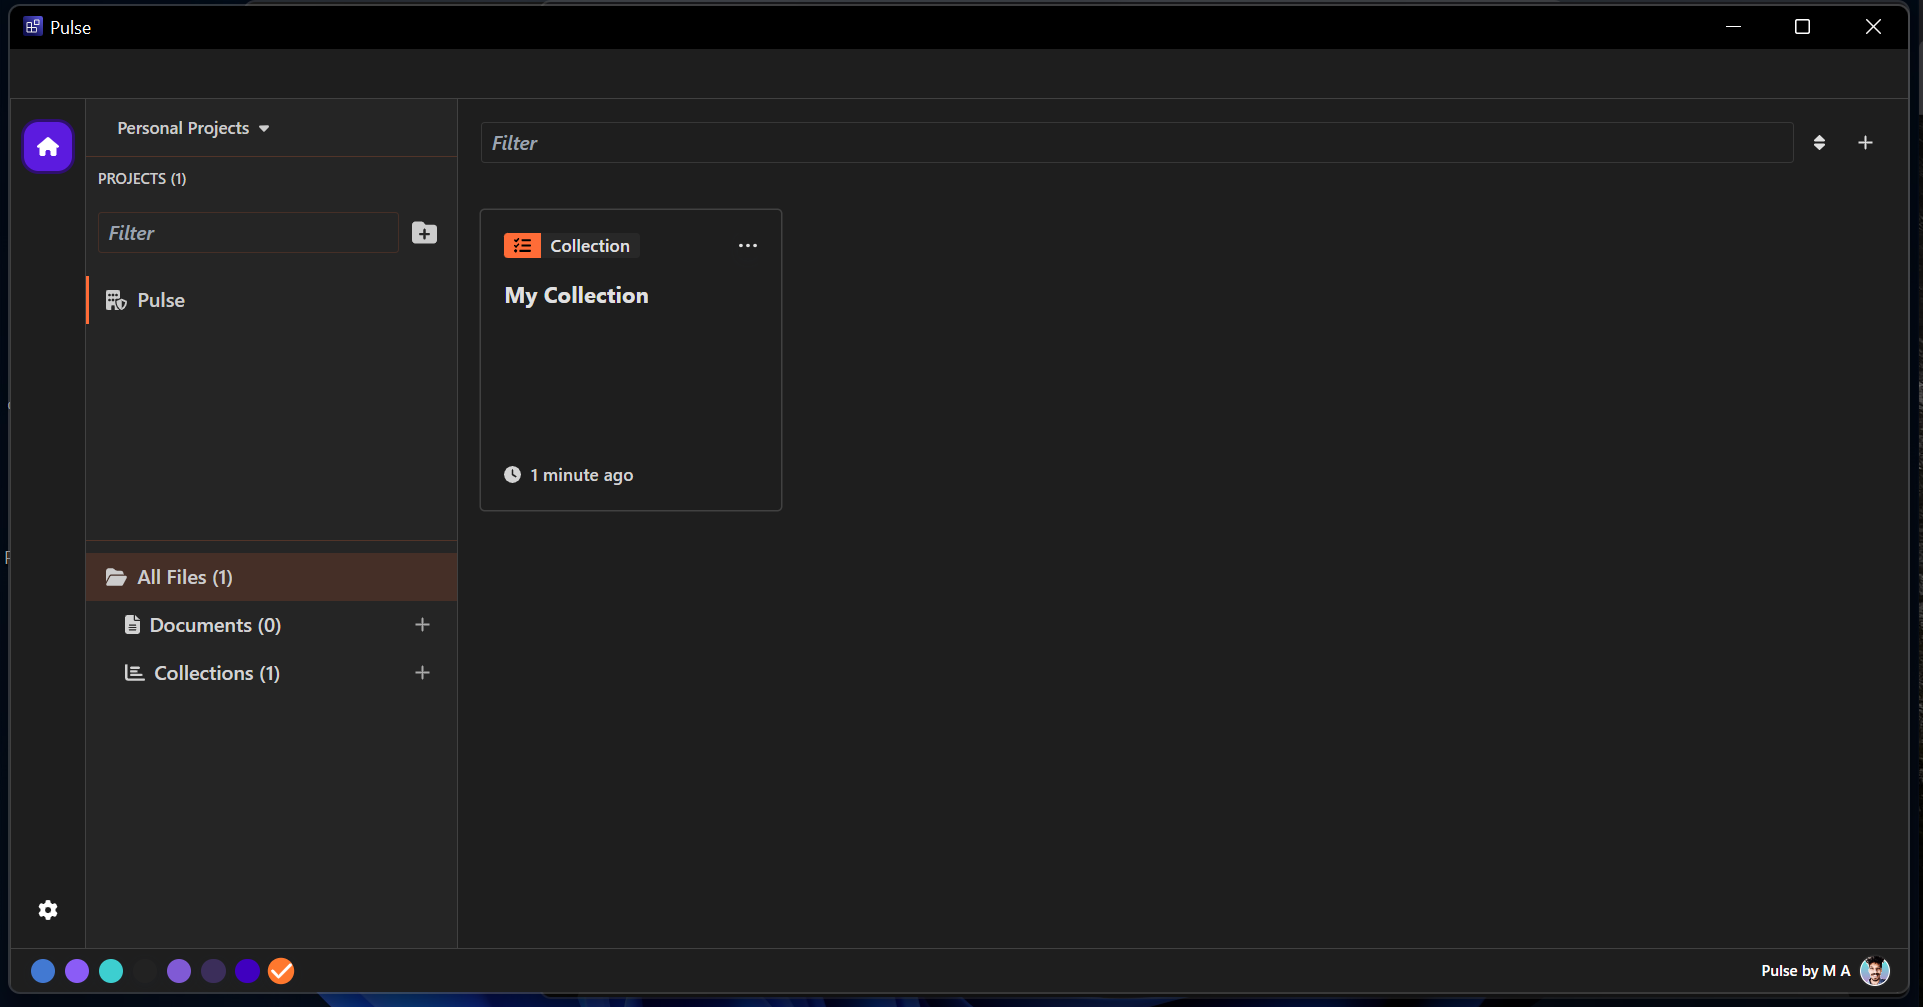 Pulse
Personal Projects
PROJECTS (1)
Filter
Pulse
All Files (1)
Documents (0)
Collections (1)
Filter
Collection
My Collection
1 minute ago
Pulse by M A